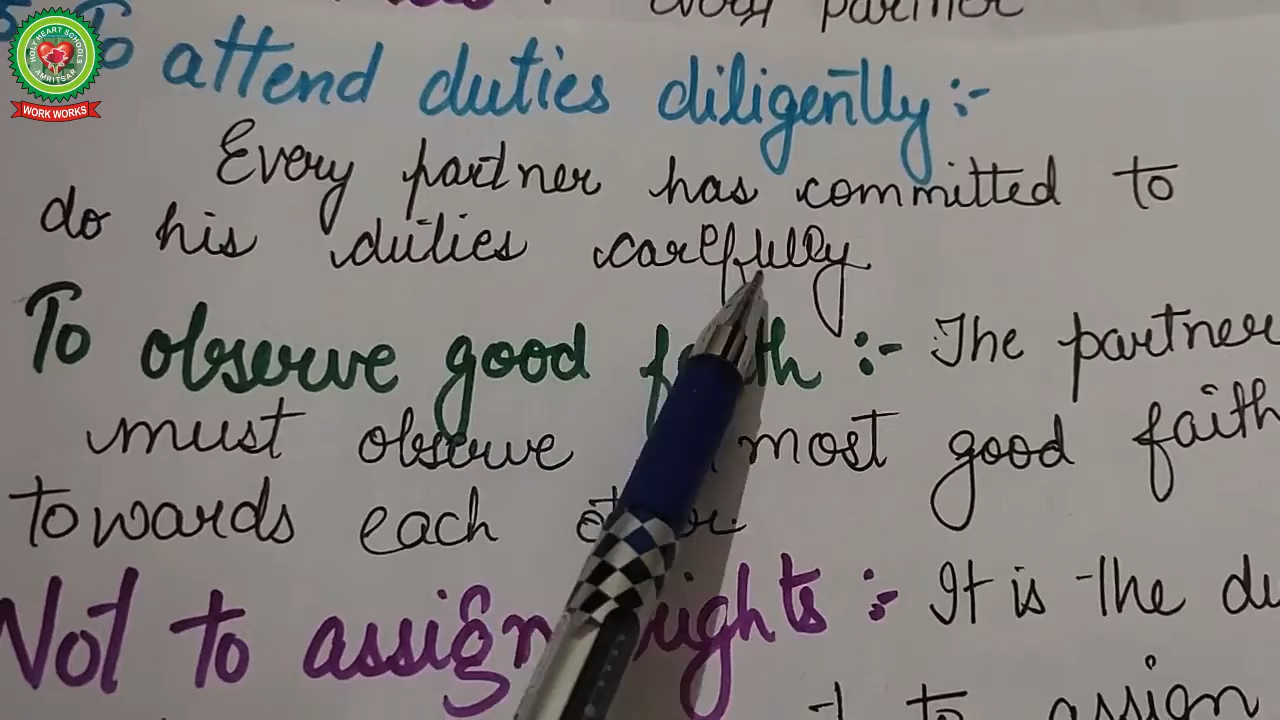 every partner
To attend duties diligently :-
Every partner has committed to
do his duties carefully
To observe good :- The partner
must observe most good faith
towards each
Not to assign rights :- It is the
to assign
HOLY HEART SCHOOLS
AMRITSAR
WORK WORKS